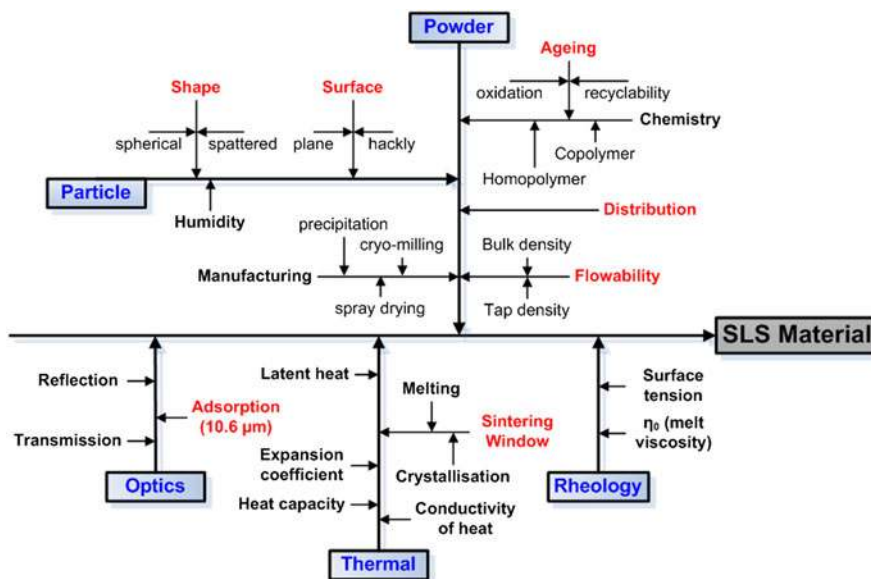 Powder
Ageing
oxidation
recyclability
Shape
Surface
spherical
spattered
plane
hackly
Chemistry
Copolymer
Homopolymer
Particle
Humidity
Distribution
precipitation
cryo-milling
Bulk density
Manufacturing
Flowability
spray drying
Tap density
SLS Material
Reflection
Latent heat
Surface
tension
Melting
Adsorption
(10.6 µm)
Sintering
Window
η₀ (melt
viscosity)
Transmission
Expansion
coefficient
Crystallisation
Optics
Rheology
Heat capacity
Conductivity
of heat
Thermal